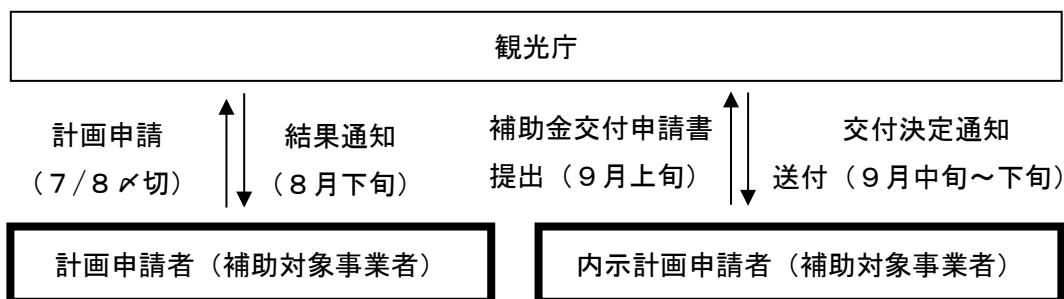 観光庁
計画申請
(7/8〆切)
結果通知
(8月下旬)
補助金交付申請書
提出(9月上旬)
交付決定通知
送付(9月中旬~下旬)
計画申請者(補助対象事業者)
内示計画申請者(補助対象事業者)